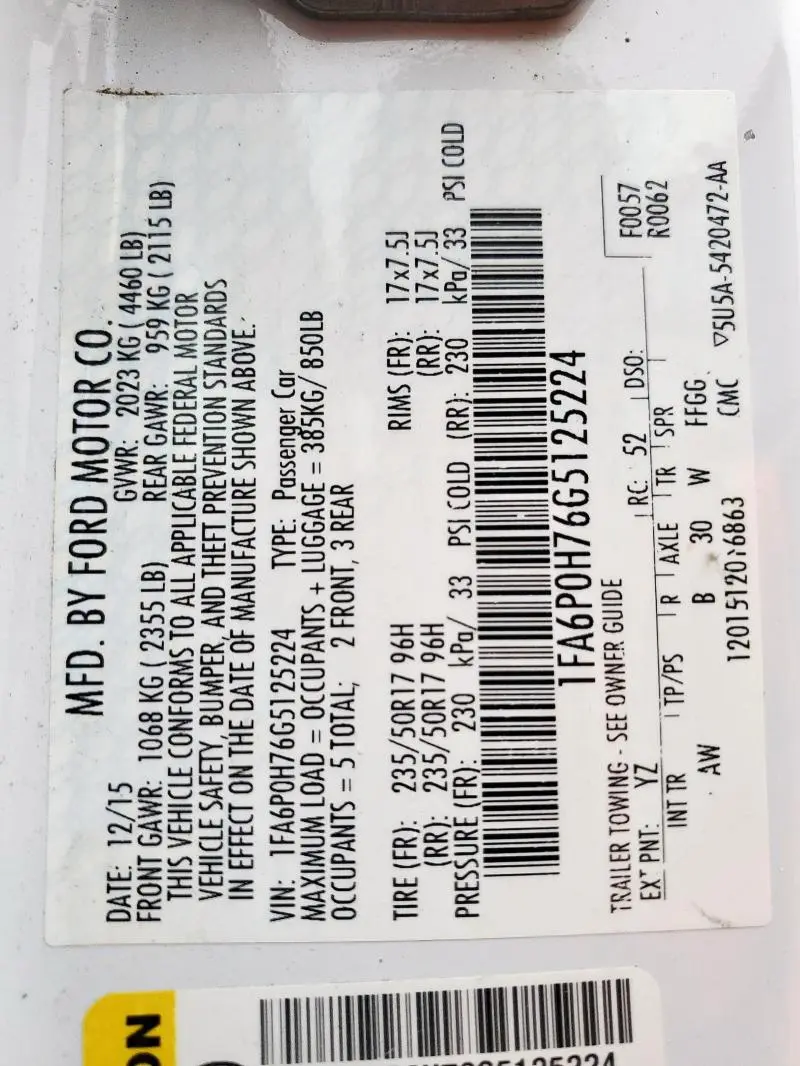 MFD. BY FORD MOTOR CO.
DATE: 12/15 GVWR: 2023 KG ( 4460 LB)
FRONT GAWR: 1068 KG ( 2355 LB) REAR GAWR: 959 KG ( 2115 LB)
THIS VEHICLE CONFORMS TO ALL APPLICABLE FEDERAL MOTOR
VEHICLE SAFETY, BUMPER, AND THEFT PREVENTION STANDARDS
IN EFFECT ON THE DATE OF MANUFACTURE SHOWN ABOVE.
VIN: 1FA6P0H76G5125224 TYPE: Passenger Car
MAXIMUM LOAD = OCCUPANTS + LUGGAGE = 385KG/ 850LB
OCCUPANTS = 5 TOTAL; 2 FRONT, 3 REAR
TIRE (FR): 235/50R17 96H RIMS (FR): 17x7.5J
(RR): 235/50R17 96H (RR): 17x7.5J
PRESSURE (FR): 230 kPa/ 33 PSI COLD (RR): 230 kPa/ 33 PSI COLD
1FA6P0H76G5125224
TRAILER TOWING - SEE OWNER GUIDE
F0057
R0062
EXT PNT: YZ RC: 52 DSO:
INT TR TP/PS R AXLE TR SPR
AW B 30 W FFGG
CMC
12015120 6863 5U5A-5420472-AA
ON
5125224